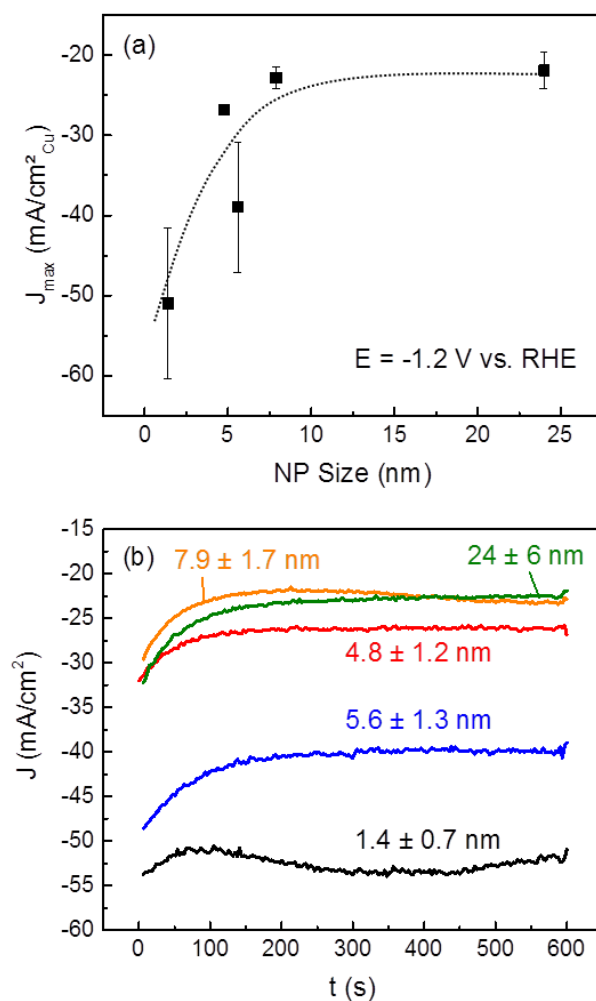 (a)
-20
-30
-40
-50
-60
J max (mA/cm² Cu)
E = -1.2 V vs. RHE
0 5 10 15 20 25
NP Size (nm)
(b)
-15
-20
-25
-30
-35
-40
-45
-50
-55
-60
J (mA/cm²)
7.9 ± 1.7 nm
24 ± 6 nm
4.8 ± 1.2 nm
5.6 ± 1.3 nm
1.4 ± 0.7 nm
0 100 200 300 400 500 600
t (s)